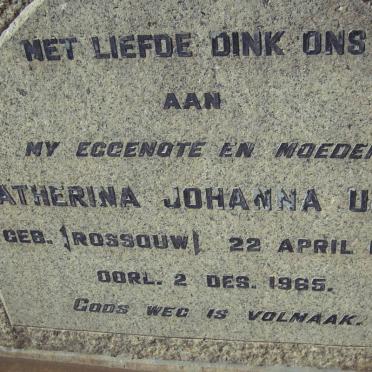 MET LIEFDE DINK ONS
AAN
MY EGGENOTE EN MOEDER
ATHERINA JOHANNA U
GEB. (ROSSOUW) 22 APRIL
OORL. 2 DES. 1965.
GODS WEG IS VOLMAAK.